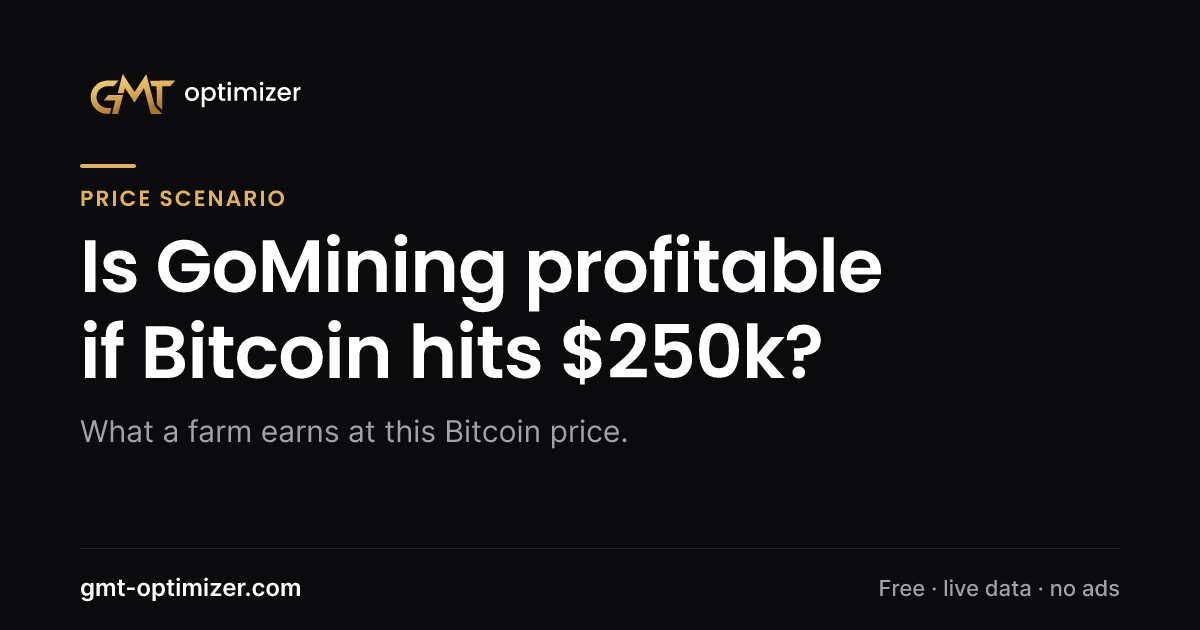 GMT optimizer
PRICE SCENARIO
Is GoMining profitable
if Bitcoin hits $250k?
What a farm earns at this Bitcoin price.
gmt-optimizer.com
Free · live data · no ads